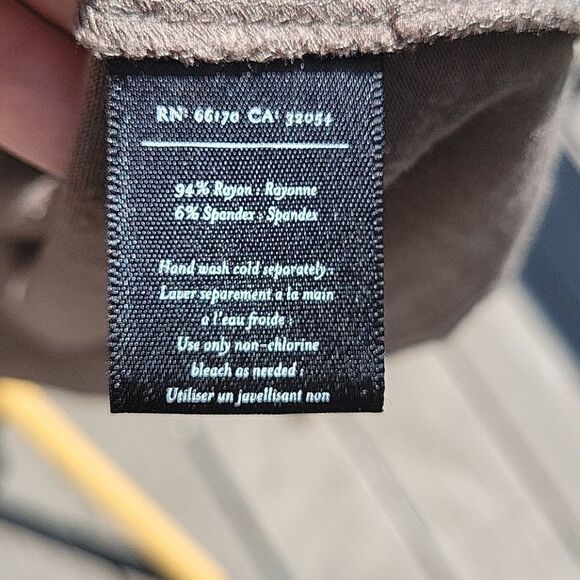 RN° 66170 CA° 32054
94% Rayon : Rayonne
6% Spandex : Spandex
Hand wash cold separately.
Laver separement a la main
a l'eau froide .
Use only non-chlorine
bleach as needed .
Utiliser un javellisant non